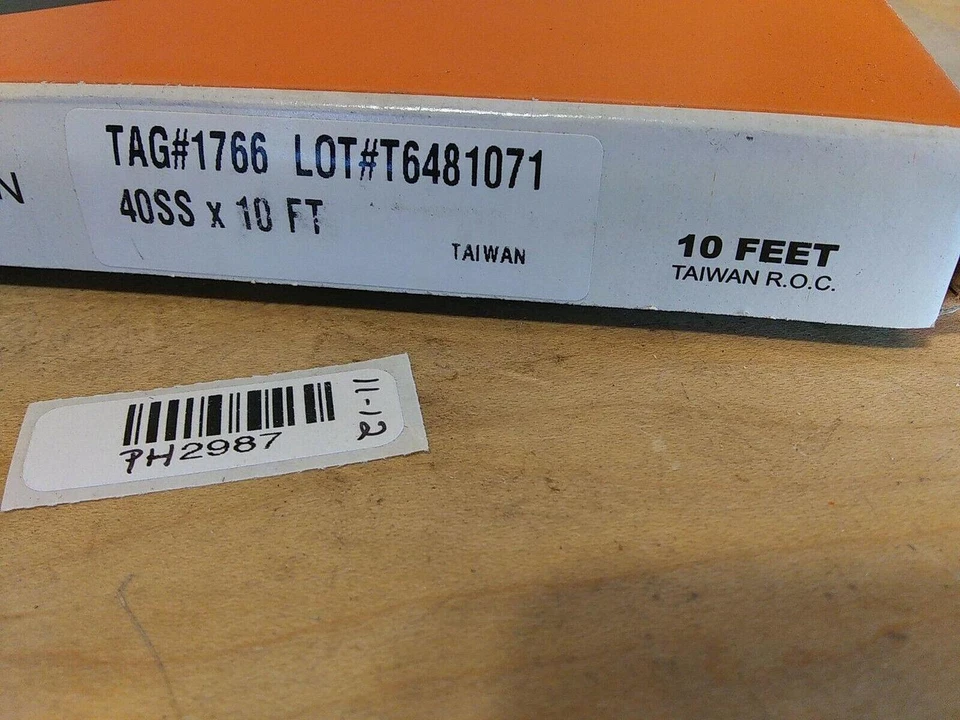 N
TAG#1766 LOT#T6481071
40SS x 10 FT
TAIWAN
10 FEET
TAIWAN R.O.C.
PH2987
11-12